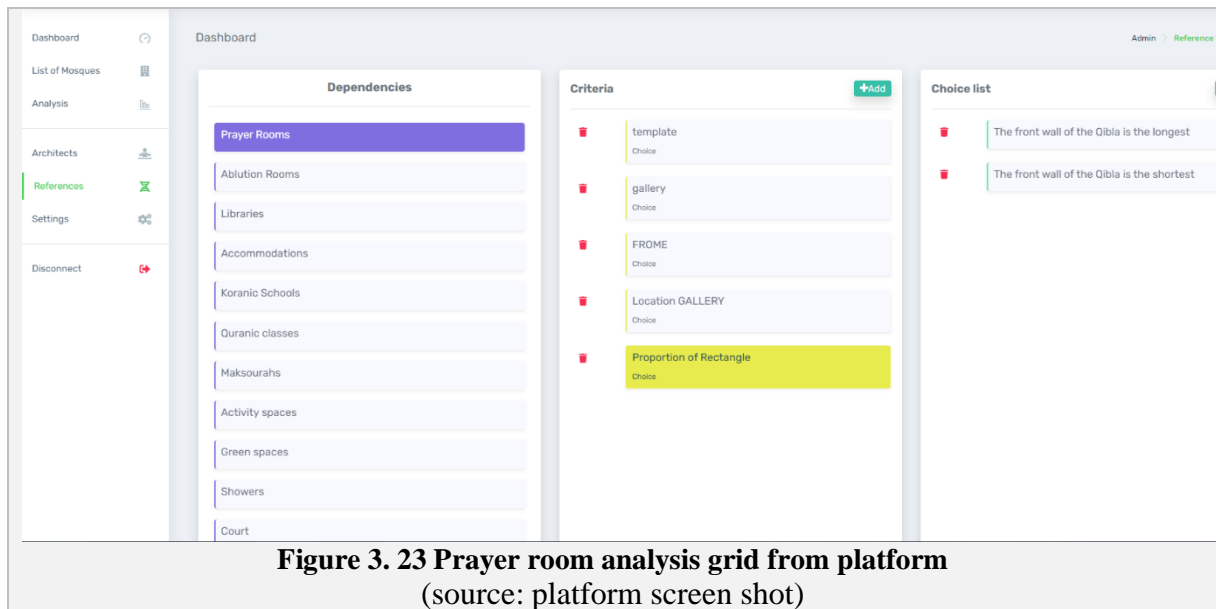 Dashboard
List of Mosques
Analysis
Architects
References
Settings
Disconnect
Dashboard
Admin > Reference
Dependencies
Prayer Rooms
Ablution Rooms
Libraries
Accommodations
Koranic Schools
Quranic classes
Maksourahs
Activity spaces
Green spaces
Showers
Court
Criteria
+Add
template
Choice
gallery
Choice
FROME
Choice
Location GALLERY
Choice
Proportion of Rectangle
Choice
Choice list
The front wall of the Qibla is the longest
The front wall of the Qibla is the shortest
Figure 3. 23 Prayer room analysis grid from platform
(source: platform screen shot)